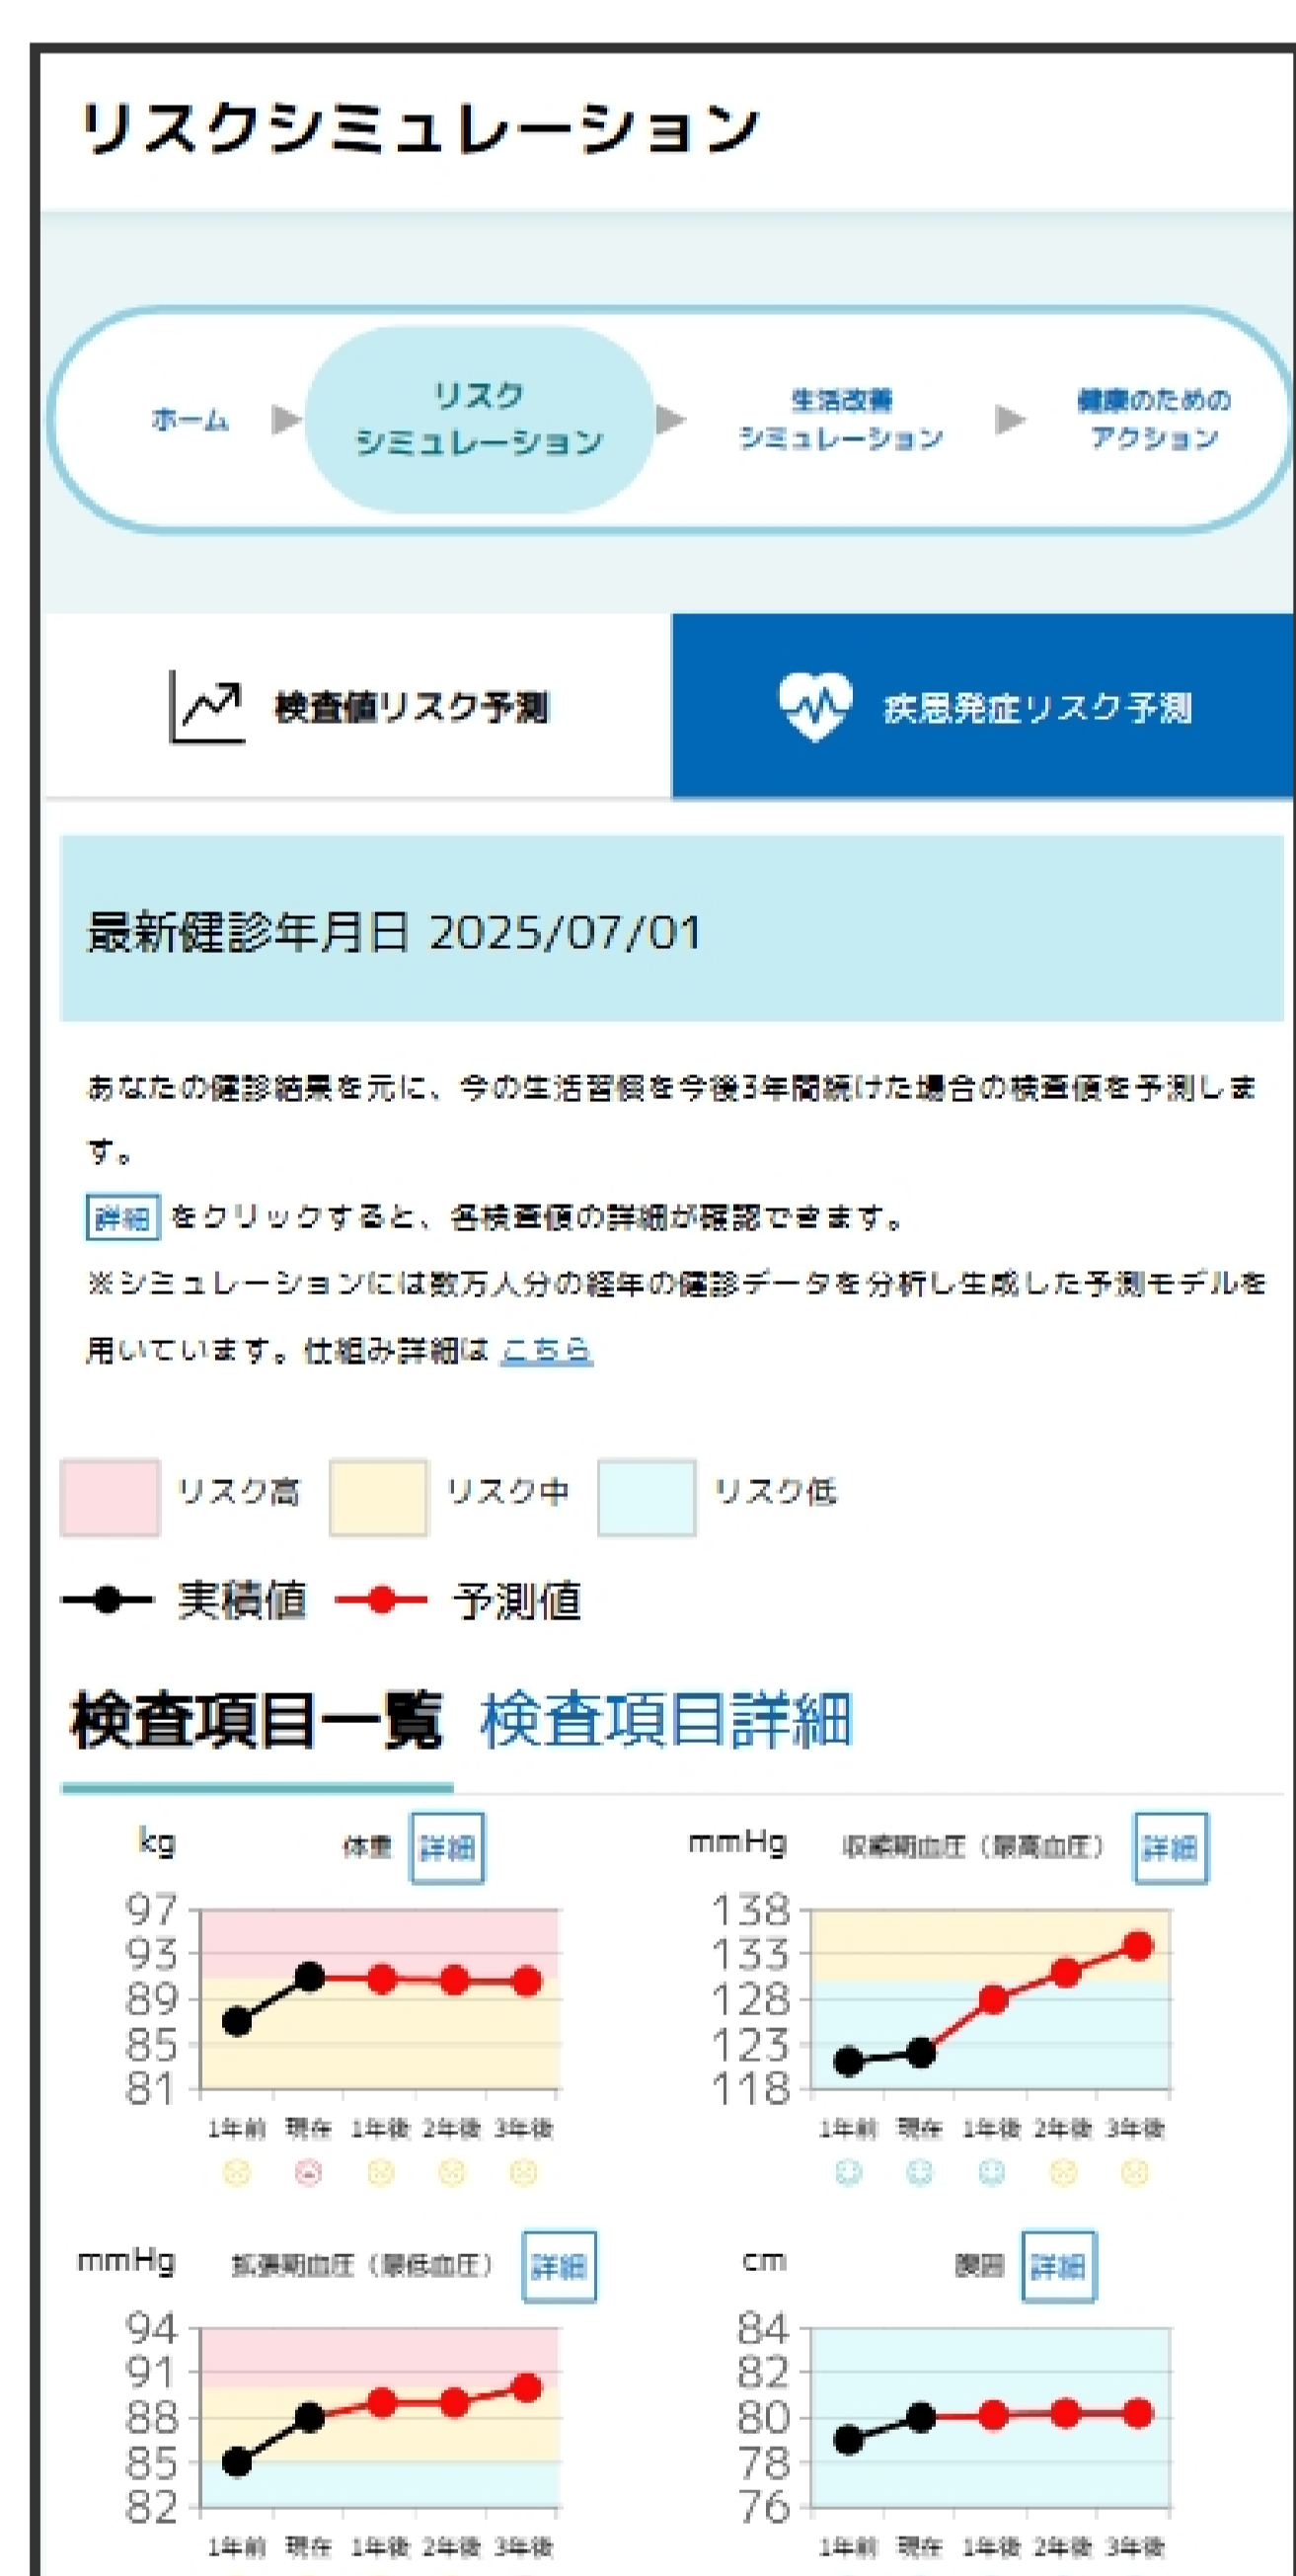 リスクシミュレーション
ホーム
リスク
シミュレーション
生活改善
シミュレーション
健康のための
アクション
検査値リスク予測
疾患発症リスク予測
最新健診年月日 2025/07/01
あなたの健診結果を元に、今の生活習慣を今後3年間続けた場合の検査値を予測しま
す。
詳細 をクリックすると、各検査値の詳細が確認できます。
※シミュレーションには数万人分の経年の健診データを分析し生成した予測モデルを
用いています。仕組み詳細は こちら
リスク高 リスク中 リスク低
実績値 予測値
検査項目一覧 検査項目詳細
kg 体重 詳細
97
93
89
85
81
1年前 現在 1年後 2年後 3年後
mmHg 収縮期血圧（最高血圧） 詳細
138
133
128
123
118
1年前 現在 1年後 2年後 3年後
mmHg 拡張期血圧（最低血圧） 詳細
94
91
88
85
82
1年前 現在 1年後 2年後 3年後
cm 腹囲 詳細
84
82
80
78
76
1年前 現在 1年後 2年後 3年後